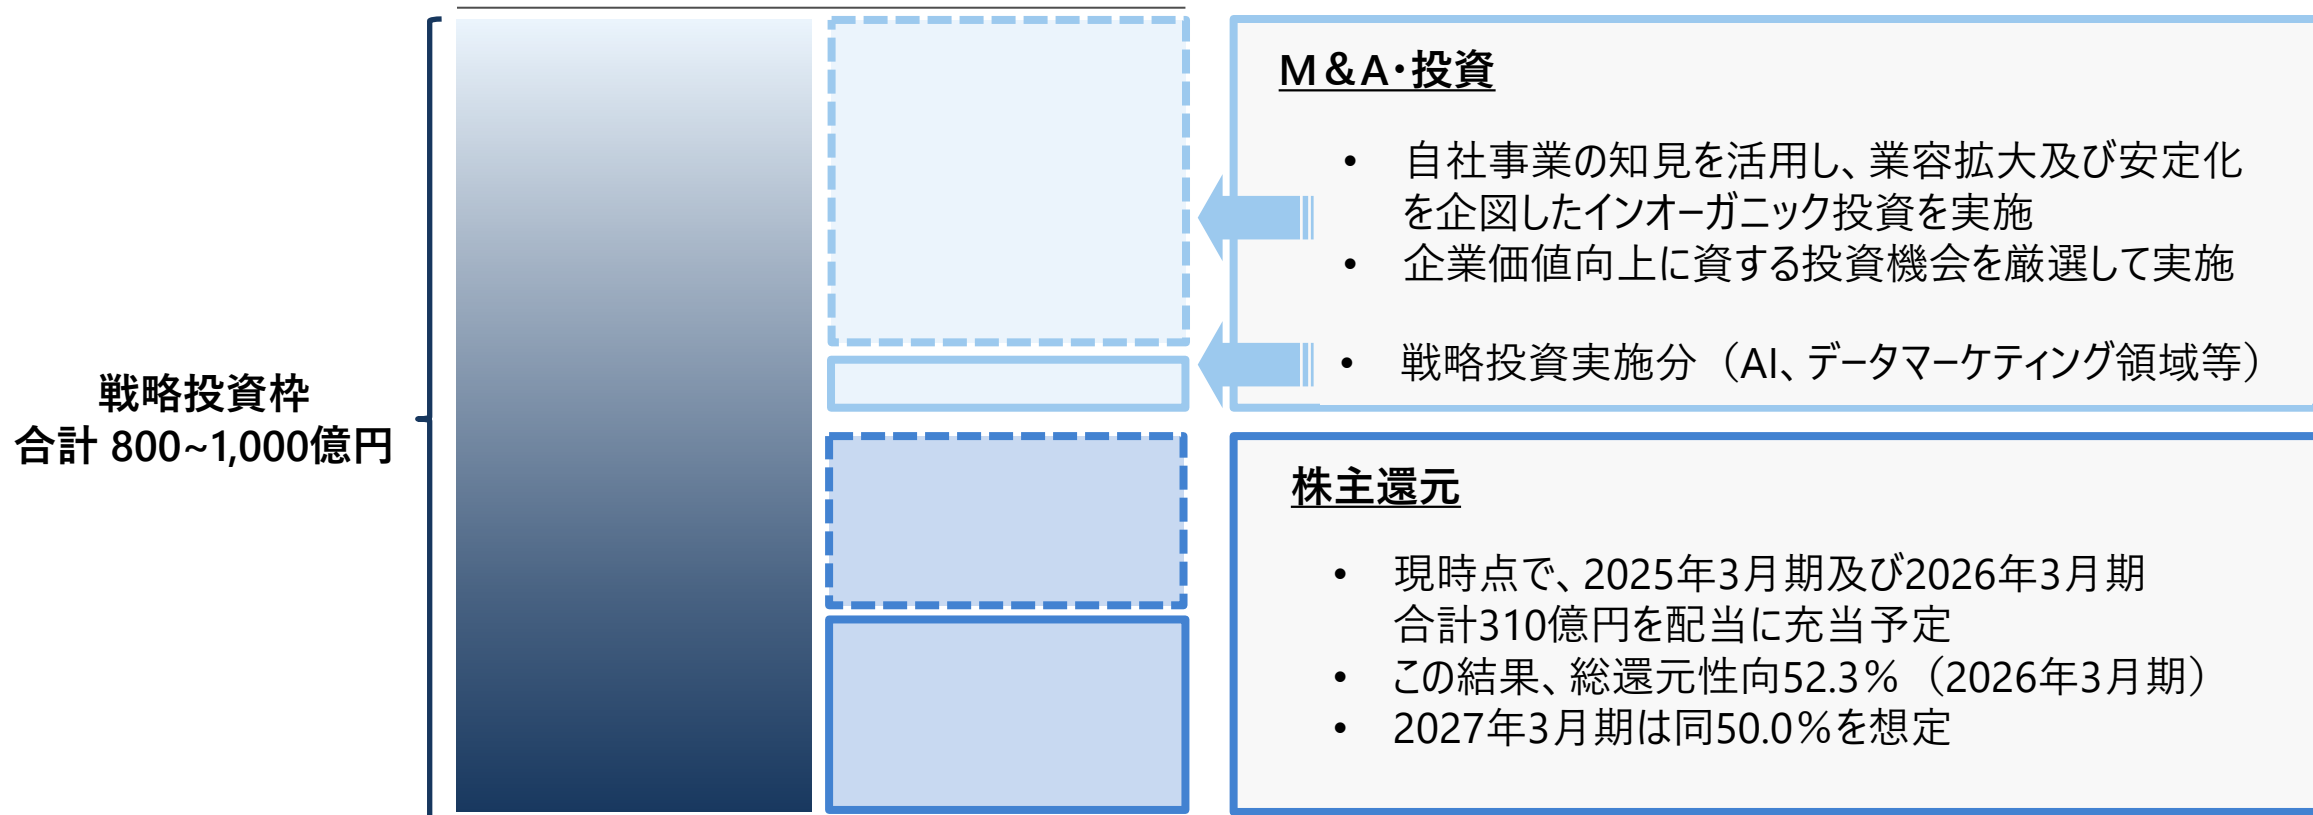 戦略投資枠
合計 800~1,000億円
M&A・投資
• 自社事業の知見を活用し、業容拡大及び安定化
を企図したインオーガニック投資を実施
• 企業価値向上に資する投資機会を厳選して実施
• 戦略投資実施分（AI、データマーケティング領域等）
株主還元
• 現時点で、2025年3月期及び2026年3月期
合計310億円を配当に充当予定
• この結果、総還元性向52.3％（2026年3月期）
• 2027年3月期は同50.0％を想定